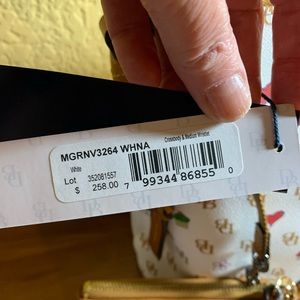 Crossbody & Medium Wristlet
MGRNV3264 WHNA
White
Lot 352081557
$ 258.00
7 99344 86855 0